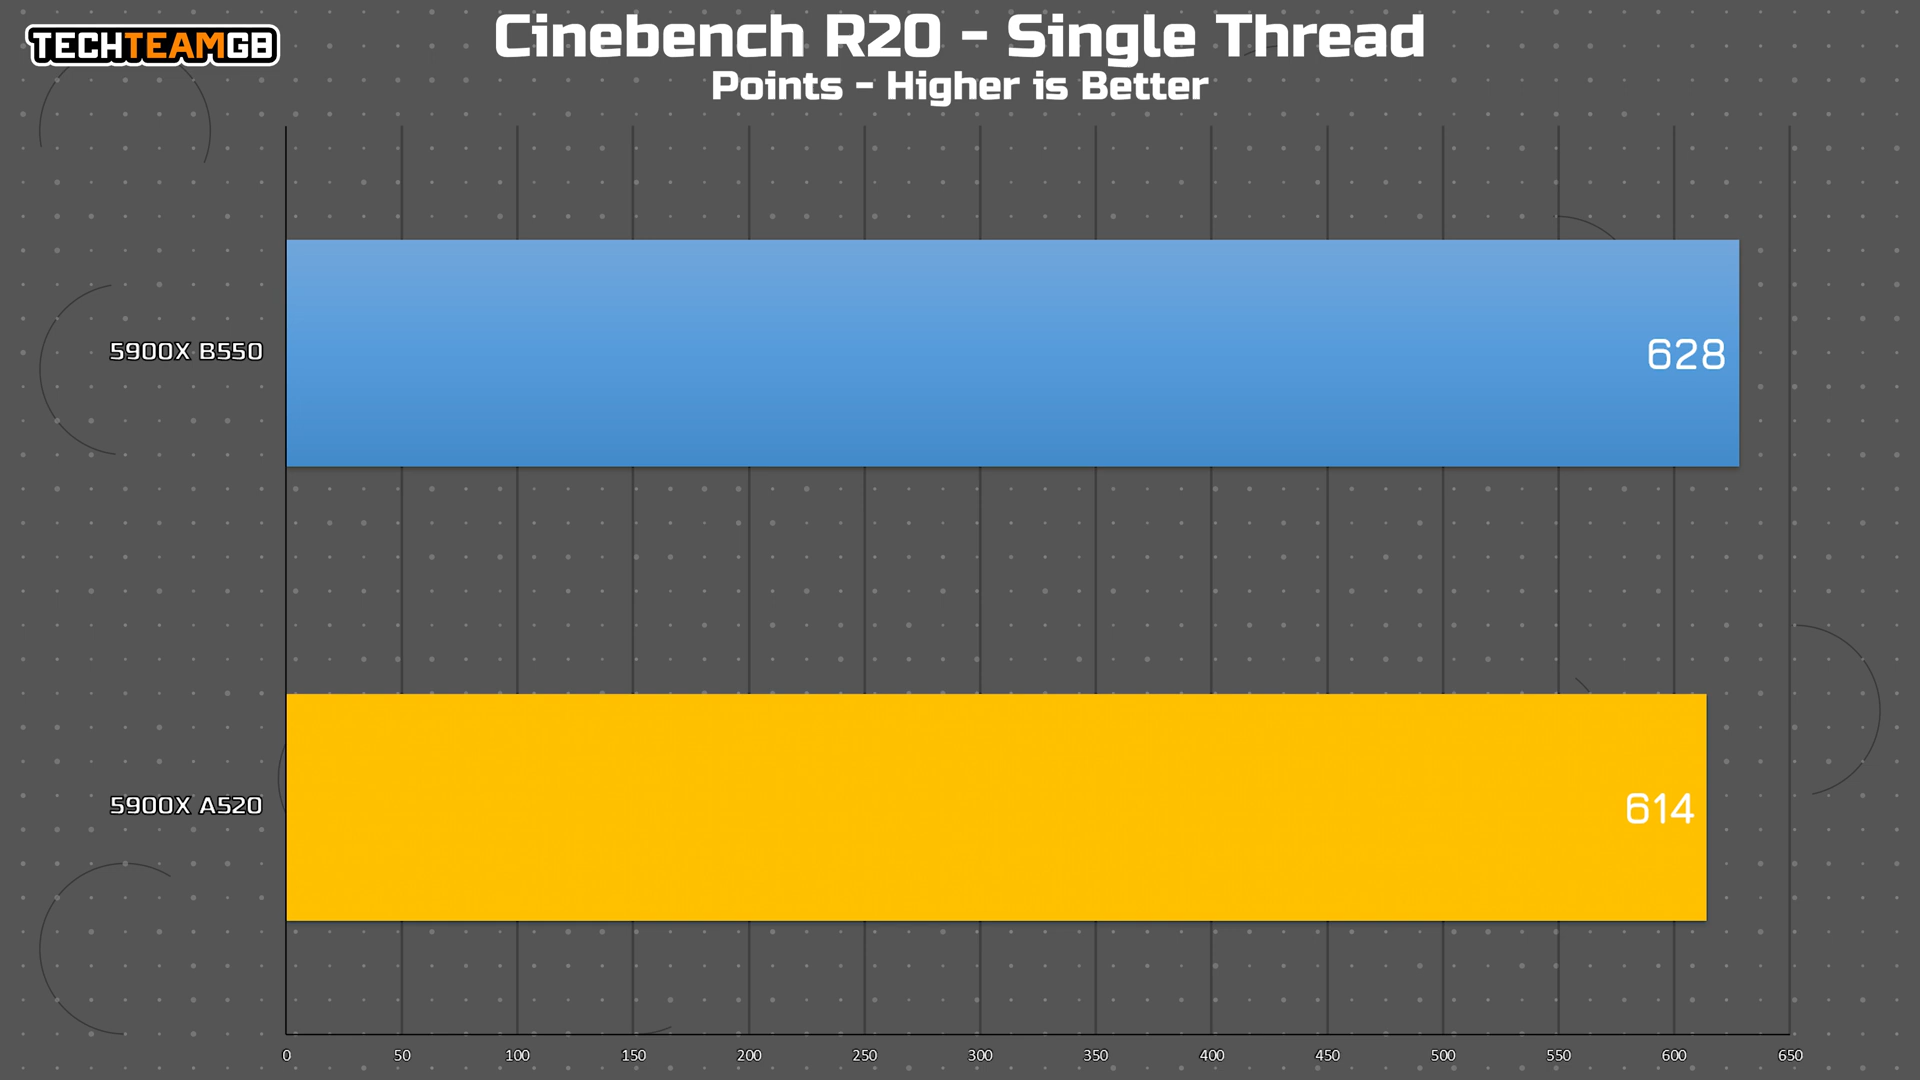 TECHTEAMGB
Cinebench R20 - Single Thread
Points - Higher is Better
5900X B550
628
5900X A520
614
0 50 100 150 200 250 300 350 400 450 500 550 600 650